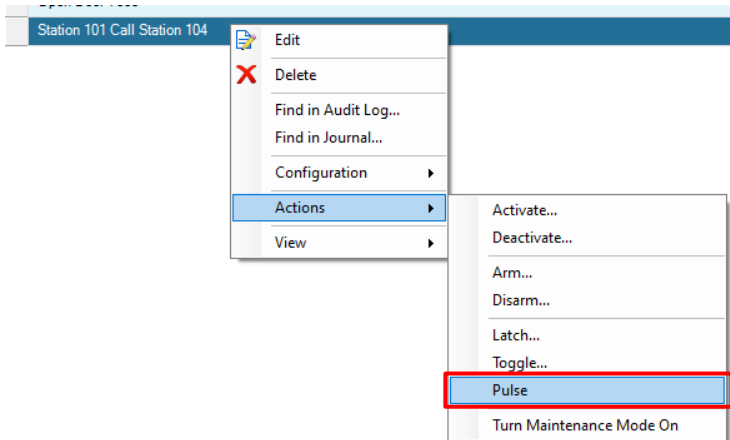 Station 101 Call Station 104
Edit
Delete
Find in Audit Log...
Find in Journal...
Configuration
Actions
View
Activate...
Deactivate...
Arm...
Disarm...
Latch...
Toggle...
Pulse
Turn Maintenance Mode On